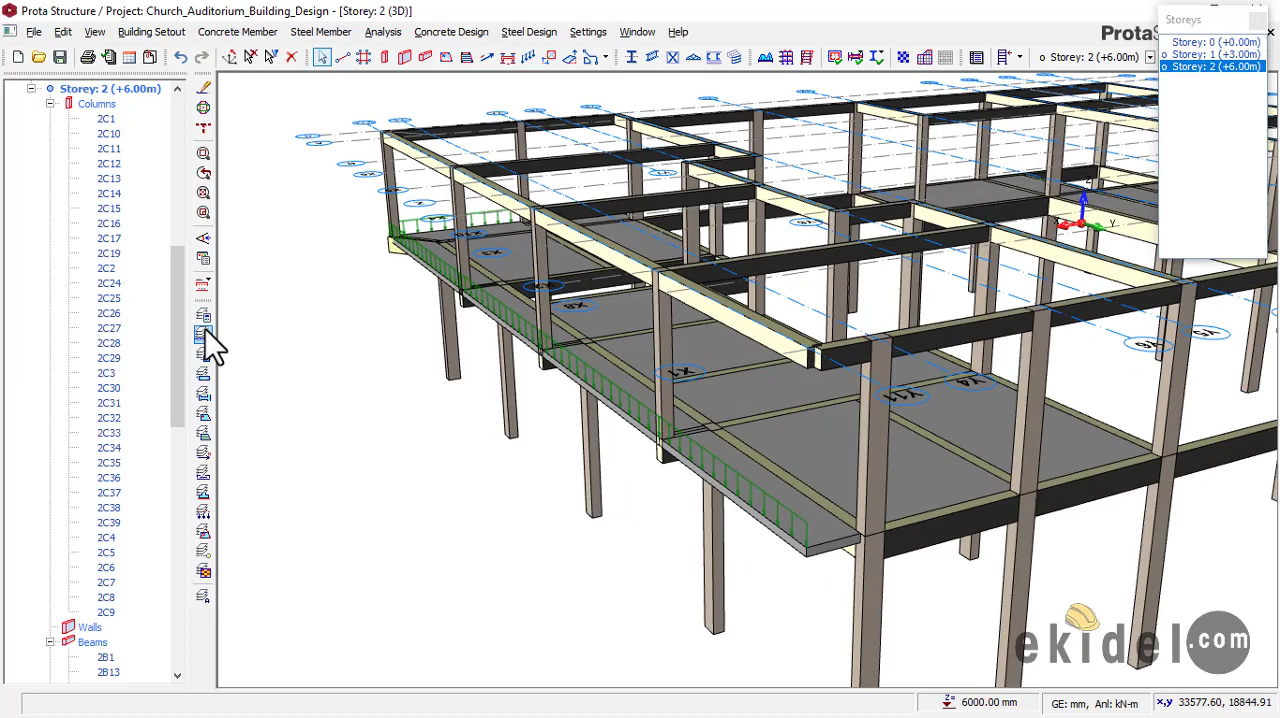 Prota Structure / Project: Church_Auditorium_Building_Design - [Storey: 2 (3D)]
File Edit View Building Setout Concrete Member Steel Member Analysis Concrete Design Steel Design Settings Window Help
Storeys
Storey: 0 (+0.00m)
Storey: 1 (+3.00m)
Storey: 2 (+6.00m)
Storey: 2 (+6.00m)
Storey: 2 (+6.00m)
Columns
2C1
2C10
2C11
2C12
2C13
2C14
2C15
2C16
2C17
2C19
2C2
2C24
2C25
2C26
2C27
2C28
2C29
2C3
2C30
2C31
2C32
2C33
2C34
2C35
2C36
2C37
2C38
2C39
2C4
2C5
2C6
2C7
2C8
2C9
Walls
Beams
2B1
2B13
X1
Y11
Y4
Y
ekidel.com
Z=
6000.00 mm
GE: mm, Anl: kN-m
x,y
33577.60, 18844.91